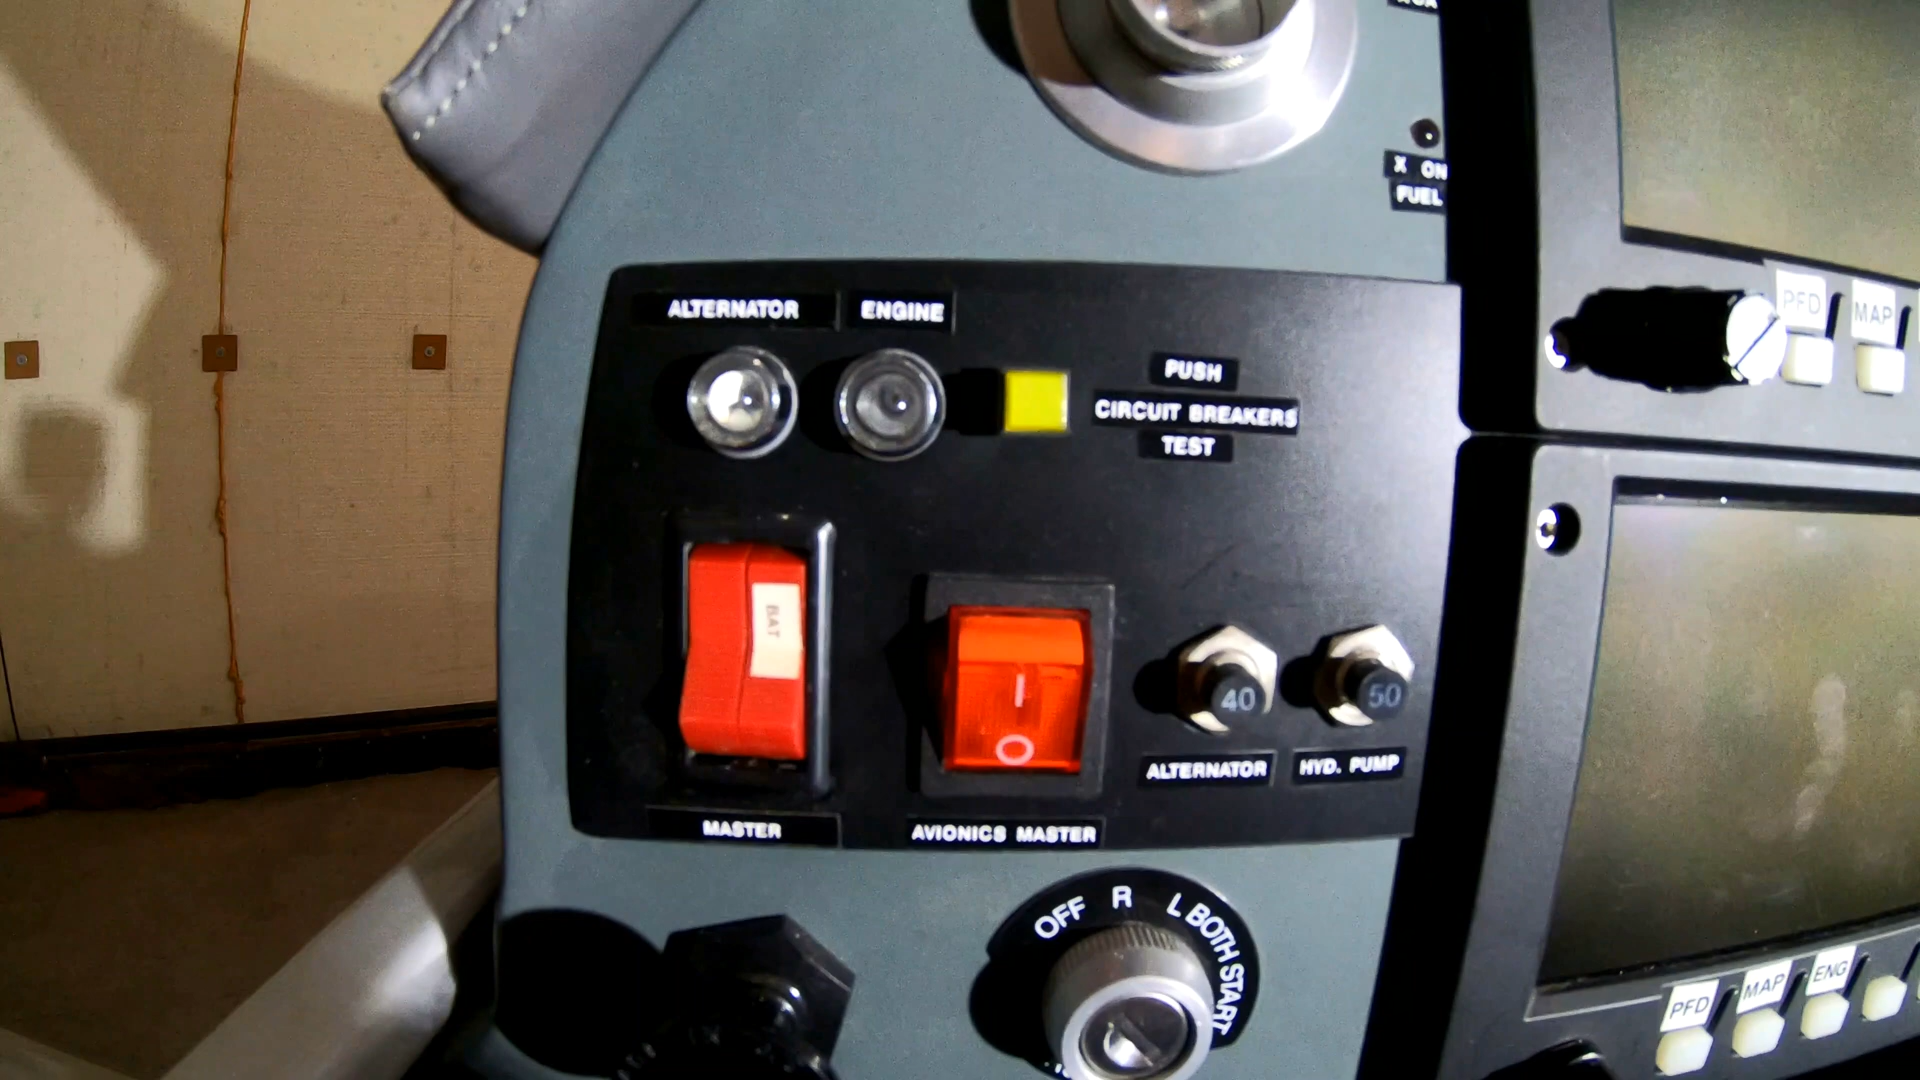 X ON
FUEL
PFD
MAP
ALTERNATOR
ENGINE
PUSH
CIRCUIT BREAKERS
TEST
BAT
40
50
ALTERNATOR
HYD. PUMP
MASTER
AVIONICS MASTER
OFF R L BOTH START
PFD
MAP
ENG